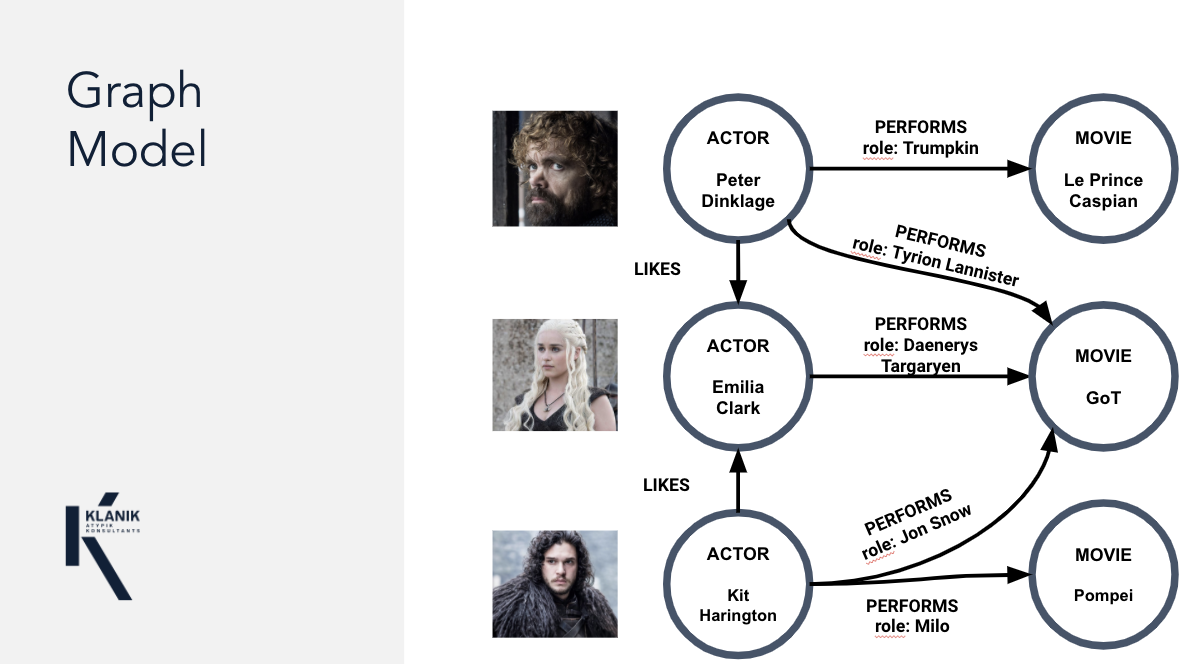 Graph
Model
KLANIK
ATYPIK
KONSULTANTS
ACTOR
Peter
Dinklage
PERFORMS
role: Trumpkin
MOVIE
Le Prince
Caspian
PERFORMS
role: Tyrion Lannister
LIKES
ACTOR
Emilia
Clark
PERFORMS
role: Daenerys
Targaryen
MOVIE
GoT
LIKES
PERFORMS
role: Jon Snow
ACTOR
Kit
Harington
PERFORMS
role: Milo
MOVIE
Pompei